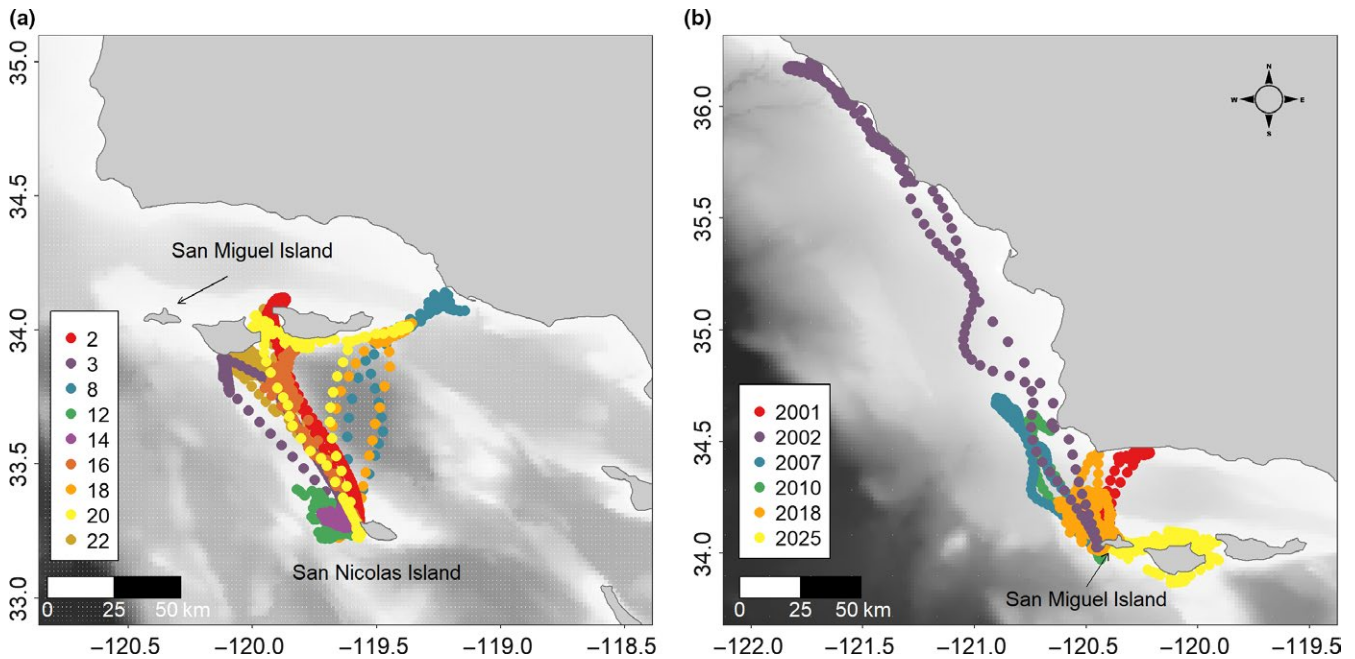 (a)
35.0
34.5
34.0
33.5
33.0
San Miguel Island
2
3
8
12
14
16
18
20
22
San Nicolas Island
0 25 50 km
−120.5 −120.0 −119.5 −119.0 −118.5
(b)
36.0
35.5
35.0
34.5
34.0
N
W E
S
2001
2002
2007
2010
2018
2025
San Miguel Island
0 25 50 km
−122.0 −121.5 −121.0 −120.5 −120.0 −119.5